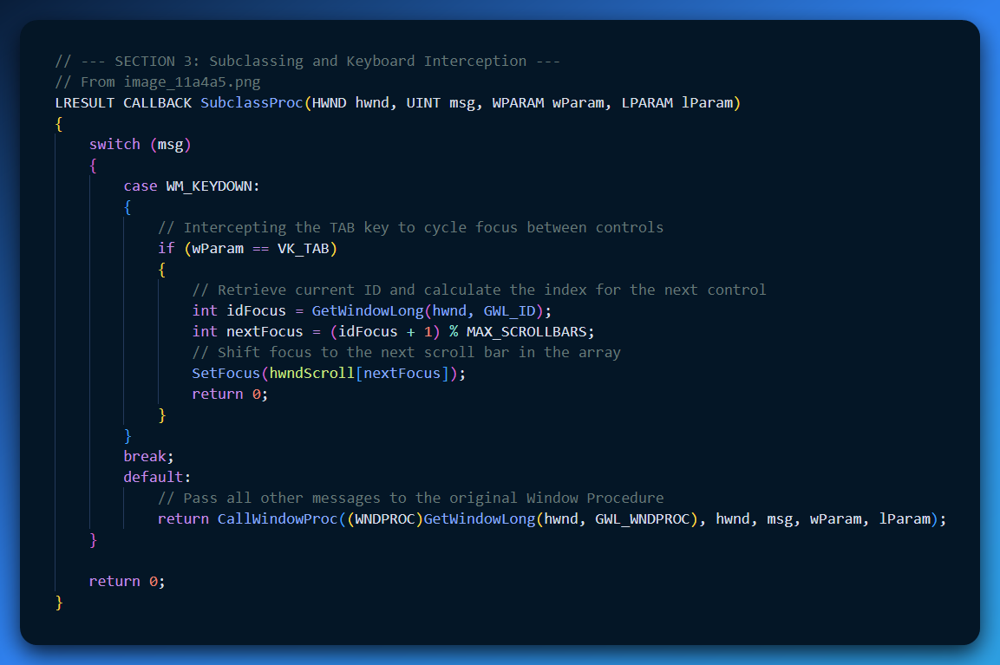 // --- SECTION 3: Subclassing and Keyboard Interception ---
// From image_11a4a5.png
LRESULT CALLBACK SubclassProc(HWND hwnd, UINT msg, WPARAM wParam, LPARAM lParam)
{
    switch (msg)
    {
        case WM_KEYDOWN:
        {
            // Intercepting the TAB key to cycle focus between controls
            if (wParam == VK_TAB)
            {
                // Retrieve current ID and calculate the index for the next control
                int idFocus = GetWindowLong(hwnd, GWL_ID);
                int nextFocus = (idFocus + 1) % MAX_SCROLLBARS;
                // Shift focus to the next scroll bar in the array
                SetFocus(hwndScroll[nextFocus]);
                return 0;
            }
        }
        break;
        default:
            // Pass all other messages to the original Window Procedure
            return CallWindowProc((WNDPROC)GetWindowLong(hwnd, GWL_WNDPROC), hwnd, msg, wParam, lParam);
    }

    return 0;
}